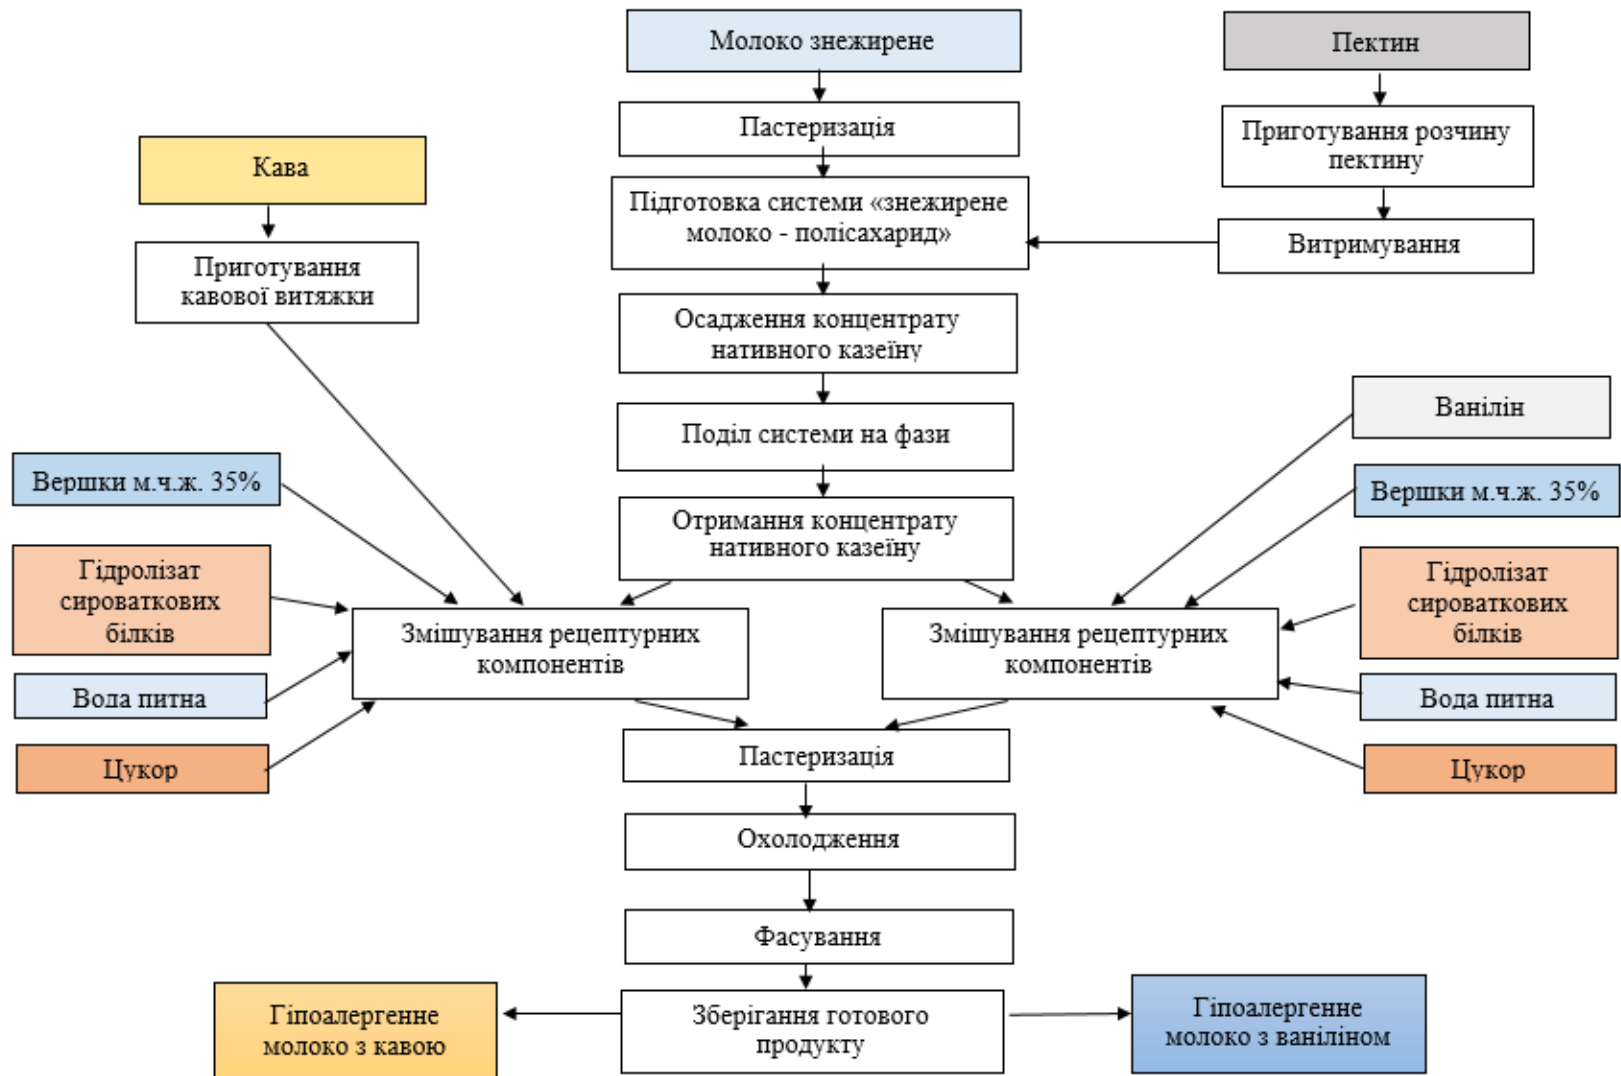 Молоко знежирене
Пектин
Пастеризація
Приготування розчину
пектину
Кава
Підготовка системи «знежирене
молоко - полісахарид»
Витримування
Приготування
кавової витяжки
Осадження концентрату
нативного казеїну
Ванілін
Поділ системи на фази
Вершки м.ч.ж. 35%
Вершки м.ч.ж. 35%
Отримання концентрату
нативного казеїну
Гідролізат
сироваткових
білків
Гідролізат
сироваткових
білків
Змішування рецептурних
компонентів
Змішування рецептурних
компонентів
Вода питна
Вода питна
Цукор
Пастеризація
Цукор
Охолодження
Фасування
Гіпоалергенне
молоко з кавою
Зберігання готового
продукту
Гіпоалергенне
молоко з ваніліном